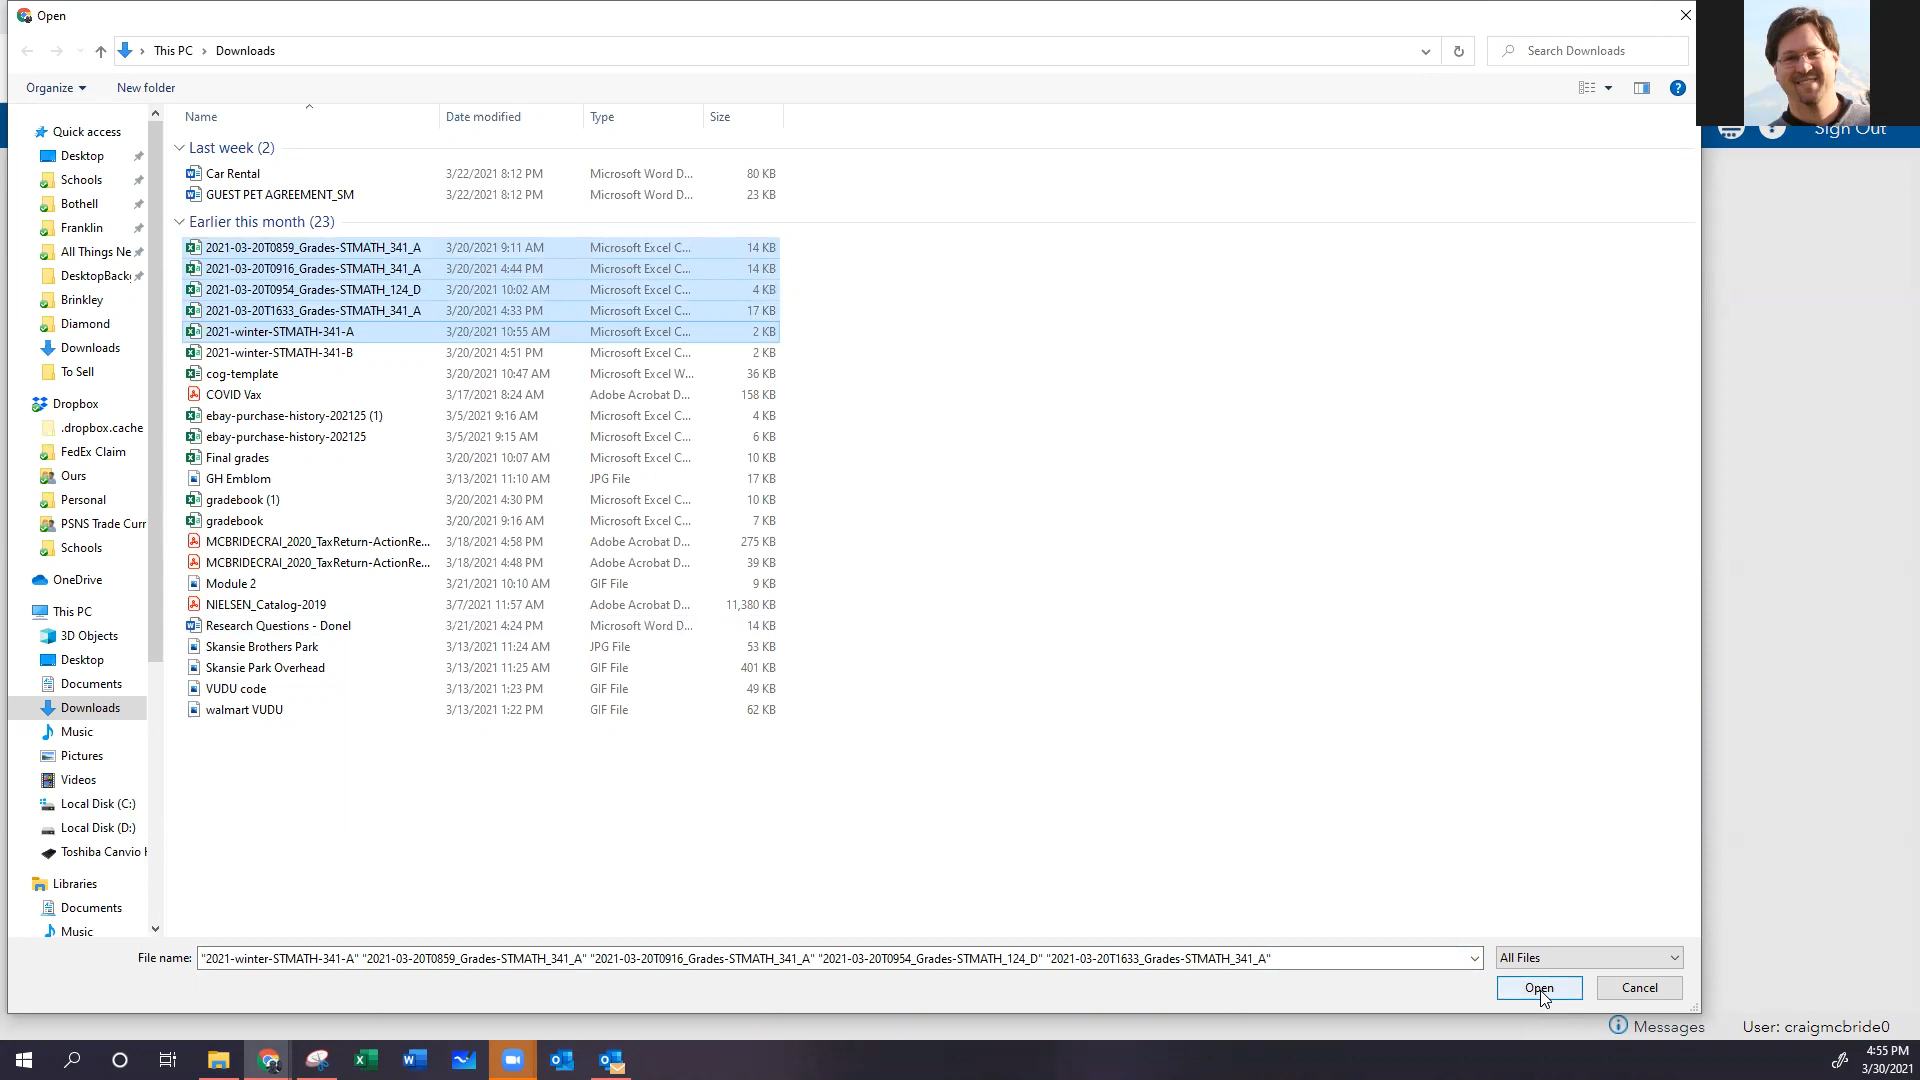 Open
This PC > Downloads
Search Downloads
Organize
New folder
Sign Out
Name
Date modified
Type
Size
Quick access
Desktop
Schools
Bothell
Franklin
All Things Ne
DesktopBack
Brinkley
Diamond
Downloads
To Sell
Dropbox
.dropbox.cache
FedEx Claim
Ours
Personal
PSNS Trade Curr
Schools
OneDrive
This PC
3D Objects
Desktop
Documents
Downloads
Music
Pictures
Videos
Local Disk (C:)
Local Disk (D:)
Toshiba Canvio
Libraries
Documents
Music
Last week (2)
Car Rental 3/22/2021 8:12 PM Microsoft Word D... 80 KB
GUEST PET AGREEMENT_SM 3/22/2021 8:12 PM Microsoft Word D... 23 KB
Earlier this month (23)
2021-03-20T0859_Grades-STMATH_341_A 3/20/2021 9:11 AM Microsoft Excel C... 14 KB
2021-03-20T0916_Grades-STMATH_341_A 3/20/2021 4:44 PM Microsoft Excel C... 14 KB
2021-03-20T0954_Grades-STMATH_124_D 3/20/2021 10:02 AM Microsoft Excel C... 4 KB
2021-03-20T1633_Grades-STMATH_341_A 3/20/2021 4:33 PM Microsoft Excel C... 17 KB
2021-winter-STMATH-341-A 3/20/2021 10:55 AM Microsoft Excel C... 2 KB
2021-winter-STMATH-341-B 3/20/2021 4:51 PM Microsoft Excel C... 2 KB
cog-template 3/20/2021 10:47 AM Microsoft Excel W... 36 KB
COVID Vax 3/17/2021 8:24 AM Adobe Acrobat D... 158 KB
ebay-purchase-history-202125 (1) 3/5/2021 9:16 AM Microsoft Excel C... 4 KB
ebay-purchase-history-202125 3/5/2021 9:15 AM Microsoft Excel C... 6 KB
Final grades 3/20/2021 10:07 AM Microsoft Excel C... 10 KB
GH Emblom 3/13/2021 11:10 AM JPG File 17 KB
gradebook (1) 3/20/2021 4:30 PM Microsoft Excel C... 10 KB
gradebook 3/20/2021 9:16 AM Microsoft Excel C... 7 KB
MCBRIDECRAI_2020_TaxReturn-ActionRe... 3/18/2021 4:58 PM Adobe Acrobat D... 275 KB
MCBRIDECRAI_2020_TaxReturn-ActionRe... 3/18/2021 4:48 PM Adobe Acrobat D... 39 KB
Module 2 3/21/2021 10:10 AM GIF File 9 KB
NIELSEN_Catalog-2019 3/7/2021 11:57 AM Adobe Acrobat D... 11,380 KB
Research Questions - Donel 3/21/2021 4:24 PM Microsoft Word D... 14 KB
Skansie Brothers Park 3/13/2021 11:24 AM JPG File 53 KB
Skansie Park Overhead 3/13/2021 11:25 AM GIF File 401 KB
VUDU code 3/13/2021 1:23 PM GIF File 49 KB
walmart VUDU 3/13/2021 1:22 PM GIF File 62 KB
File name: "2021-winter-STMATH-341-A" "2021-03-20T0859_Grades-STMATH_341_A" "2021-03-20T0916_Grades-STMATH_341_A" "2021-03-20T0954_Grades-STMATH_124_D" "2021-03-20T1633_Grades-STMATH_341_A"
All Files
Open
Cancel
Messages
User: craigmcbride0
4:55 PM
3/30/2021